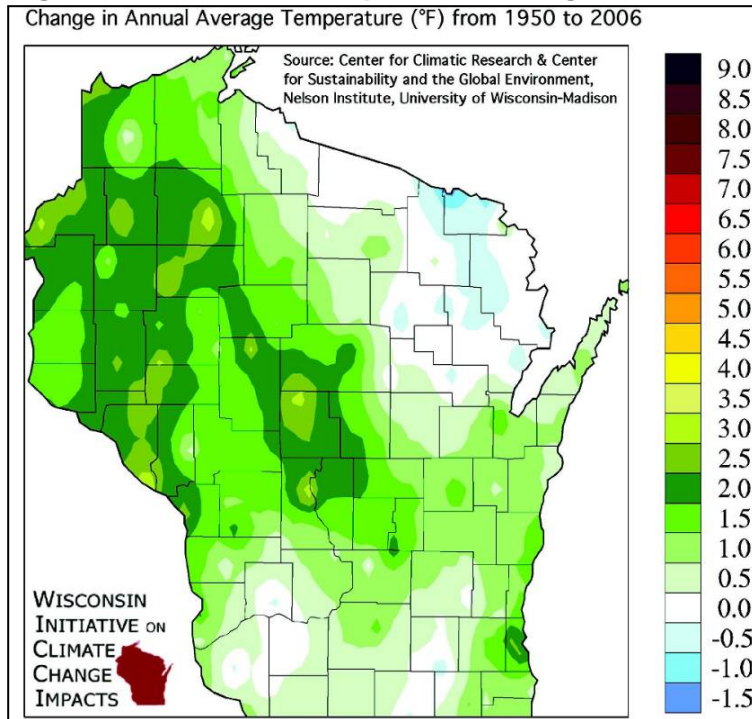 Change in Annual Average Temperature (°F) from 1950 to 2006
Source: Center for Climatic Research & Center
for Sustainability and the Global Environment,
Nelson Institute, University of Wisconsin-Madison
9.0
8.5
8.0
7.5
7.0
6.5
6.0
5.5
5.0
4.5
4.0
3.5
3.0
2.5
2.0
1.5
1.0
0.5
0.0
-0.5
-1.0
-1.5
WISCONSIN
INITIATIVE ON
CLIMATE
CHANGE
IMPACTS